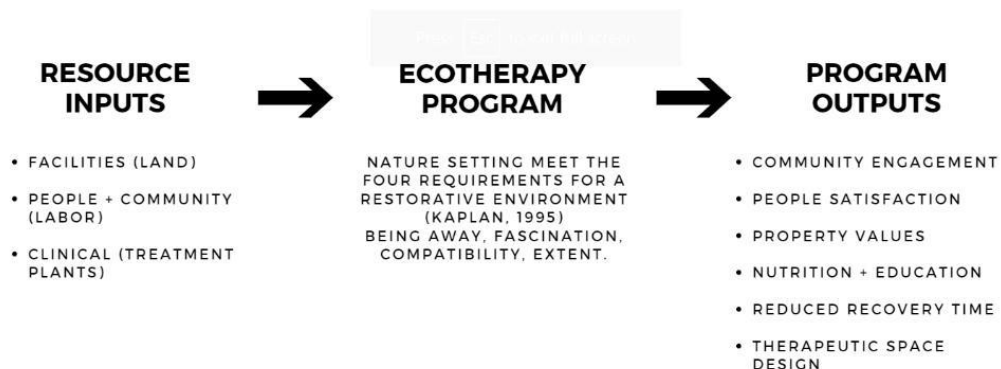 RESOURCE
INPUTS
• FACILITIES (LAND)
• PEOPLE + COMMUNITY
(LABOR)
• CLINICAL (TREATMENT
PLANTS)
ECOTHERAPY
PROGRAM
NATURE SETTING MEET THE
FOUR REQUIREMENTS FOR A
RESTORATIVE ENVIRONMENT
(KAPLAN, 1995)
BEING AWAY, FASCINATION,
COMPATIBILITY, EXTENT.
PROGRAM
OUTPUTS
• COMMUNITY ENGAGEMENT
• PEOPLE SATISFACTION
• PROPERTY VALUES
• NUTRITION + EDUCATION
• REDUCED RECOVERY TIME
• THERAPEUTIC SPACE
DESIGN